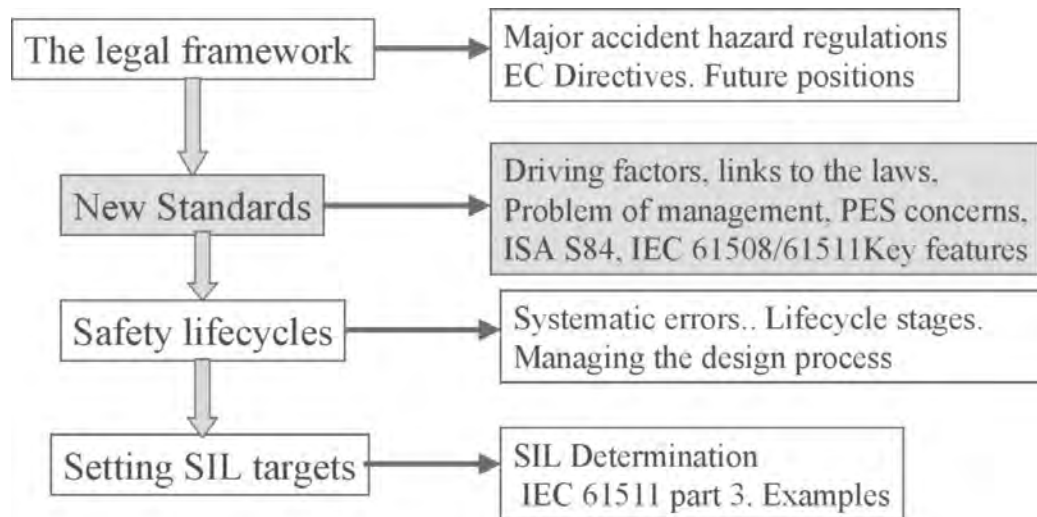 The legal framework
Major accident hazard regulations
EC Directives. Future positions
New Standards
Driving factors, links to the laws,
Problem of management, PES concerns,
ISA S84, IEC 61508/61511Key features
Safety lifecycles
Systematic errors.. Lifecycle stages.
Managing the design process
Setting SIL targets
SIL Determination
IEC 61511 part 3. Examples